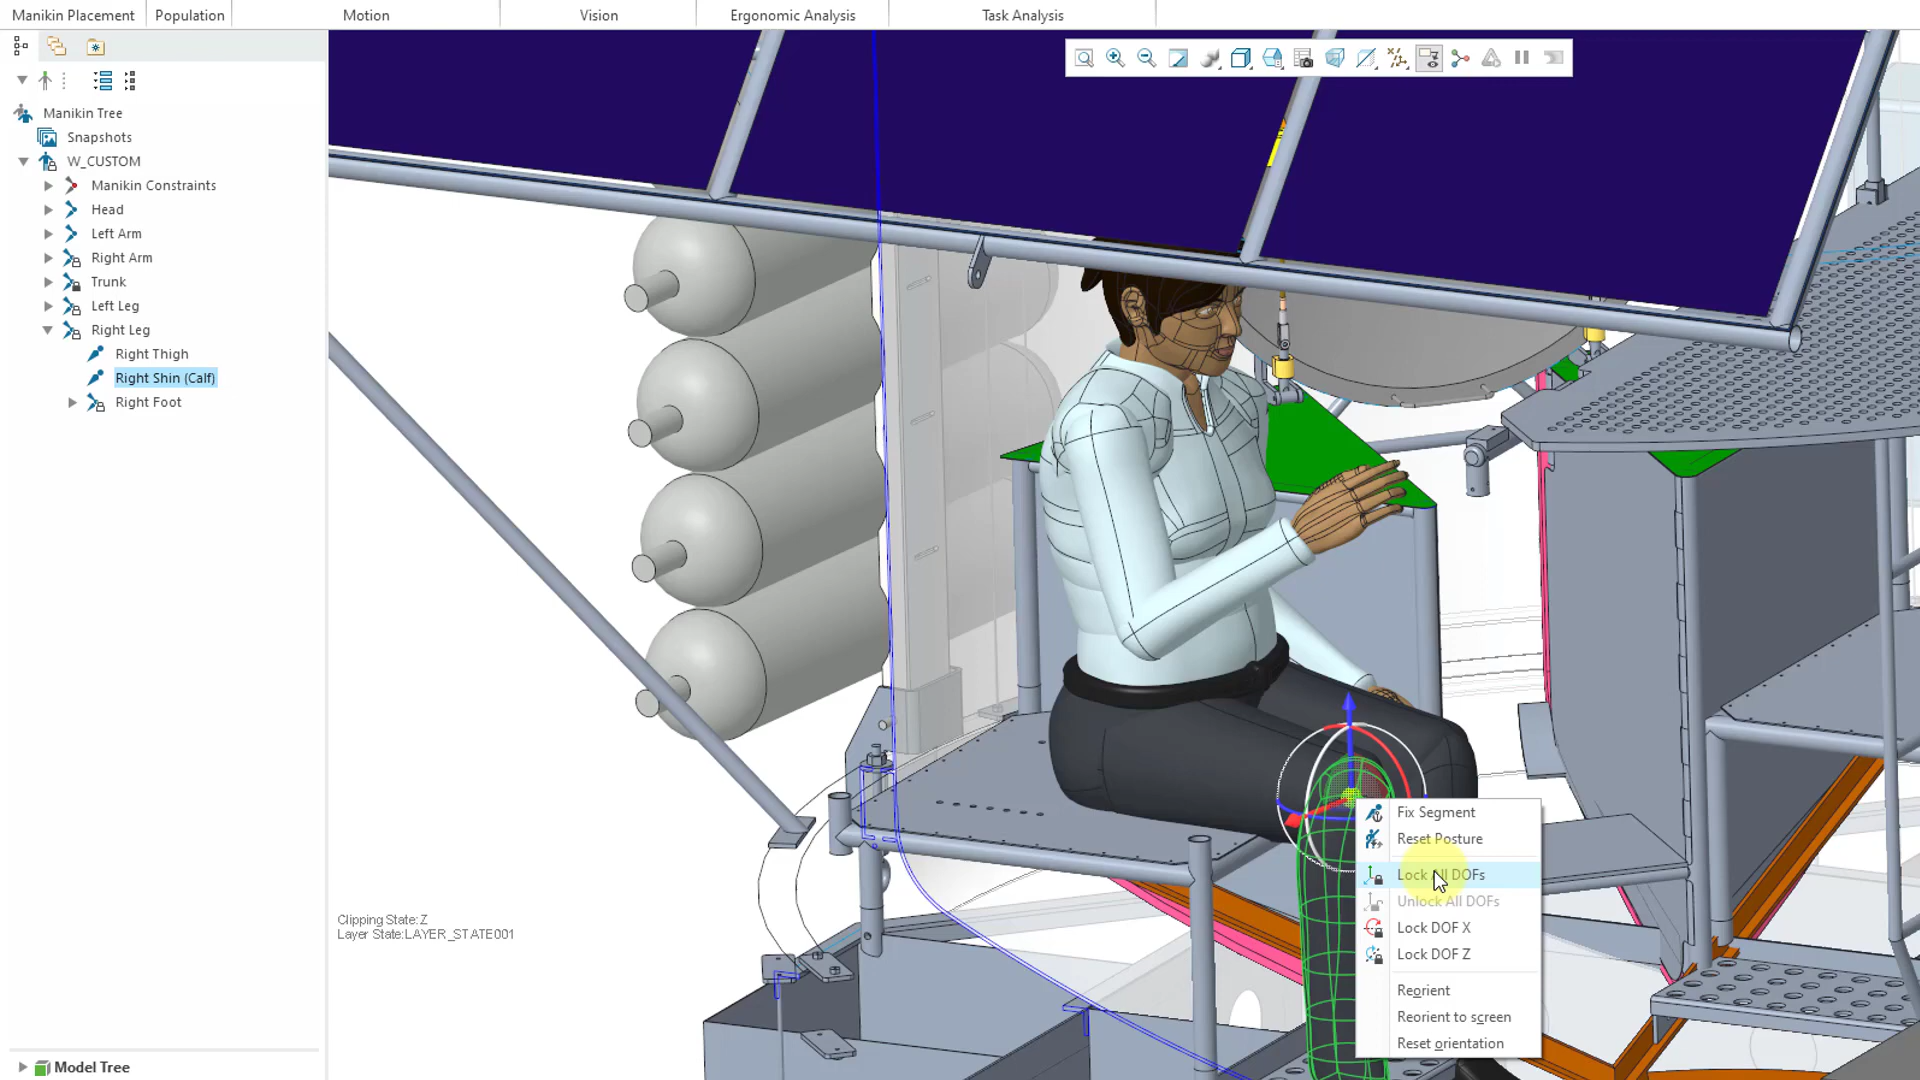 Manikin Placement
Population
Motion
Vision
Ergonomic Analysis
Task Analysis
Manikin Tree
Snapshots
W_CUSTOM
Manikin Constraints
Head
Left Arm
Right Arm
Trunk
Left Leg
Right Leg
Right Thigh
Right Shin (Calf)
Right Foot
Clipping State:Z
Layer State:LAYER_STATE001
Fix Segment
Reset Posture
Lock All DOFs
Unlock All DOFs
Lock DOF X
Lock DOF Z
Reorient
Reorient to screen
Reset orientation
Model Tree